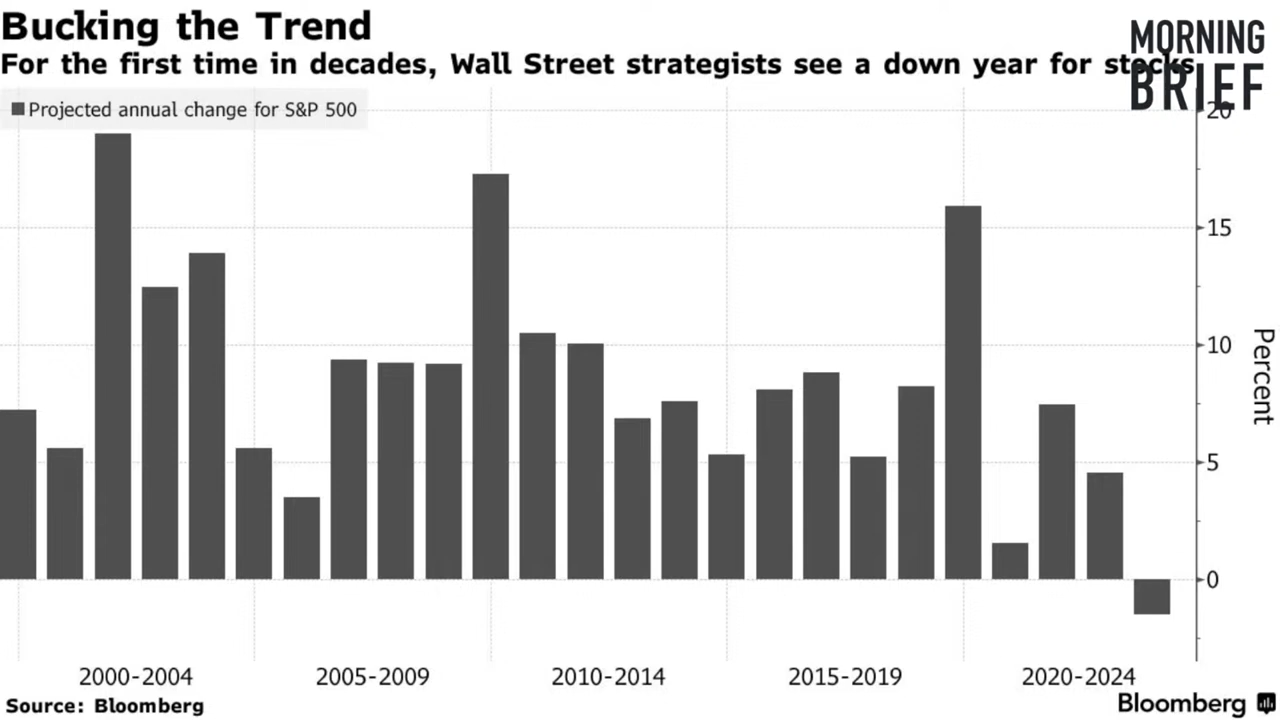 Bucking the Trend
For the first time in decades, Wall Street strategists see a down year for stocks
MORNING
BRIEF
Projected annual change for S&P 500
20
15
10
5
0
Percent
2000-2004
2005-2009
2010-2014
2015-2019
2020-2024
Source: Bloomberg
Bloomberg